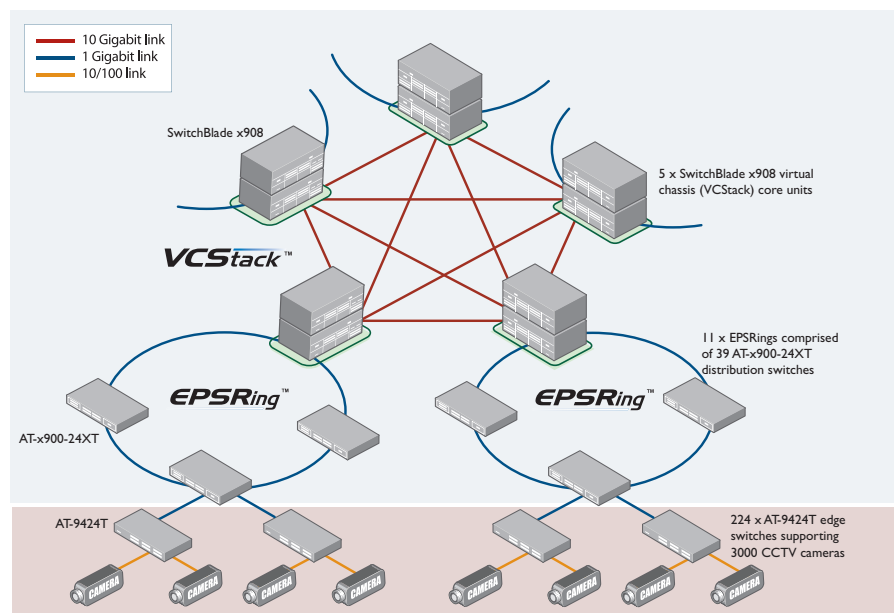 10 Gigabit link
1 Gigabit link
10/100 link
SwitchBlade x908
5 x SwitchBlade x908 virtual
chassis (VCStack) core units
VCStack™
11 x EPSRings comprised
of 39 AT-x900-24XT
distribution switches
EPSRing™
EPSRing™
AT-x900-24XT
AT-9424T
224 x AT-9424T edge
switches supporting
3000 CCTV cameras
CAMERA
CAMERA
CAMERA
CAMERA
CAMERA
CAMERA
CAMERA
CAMERA